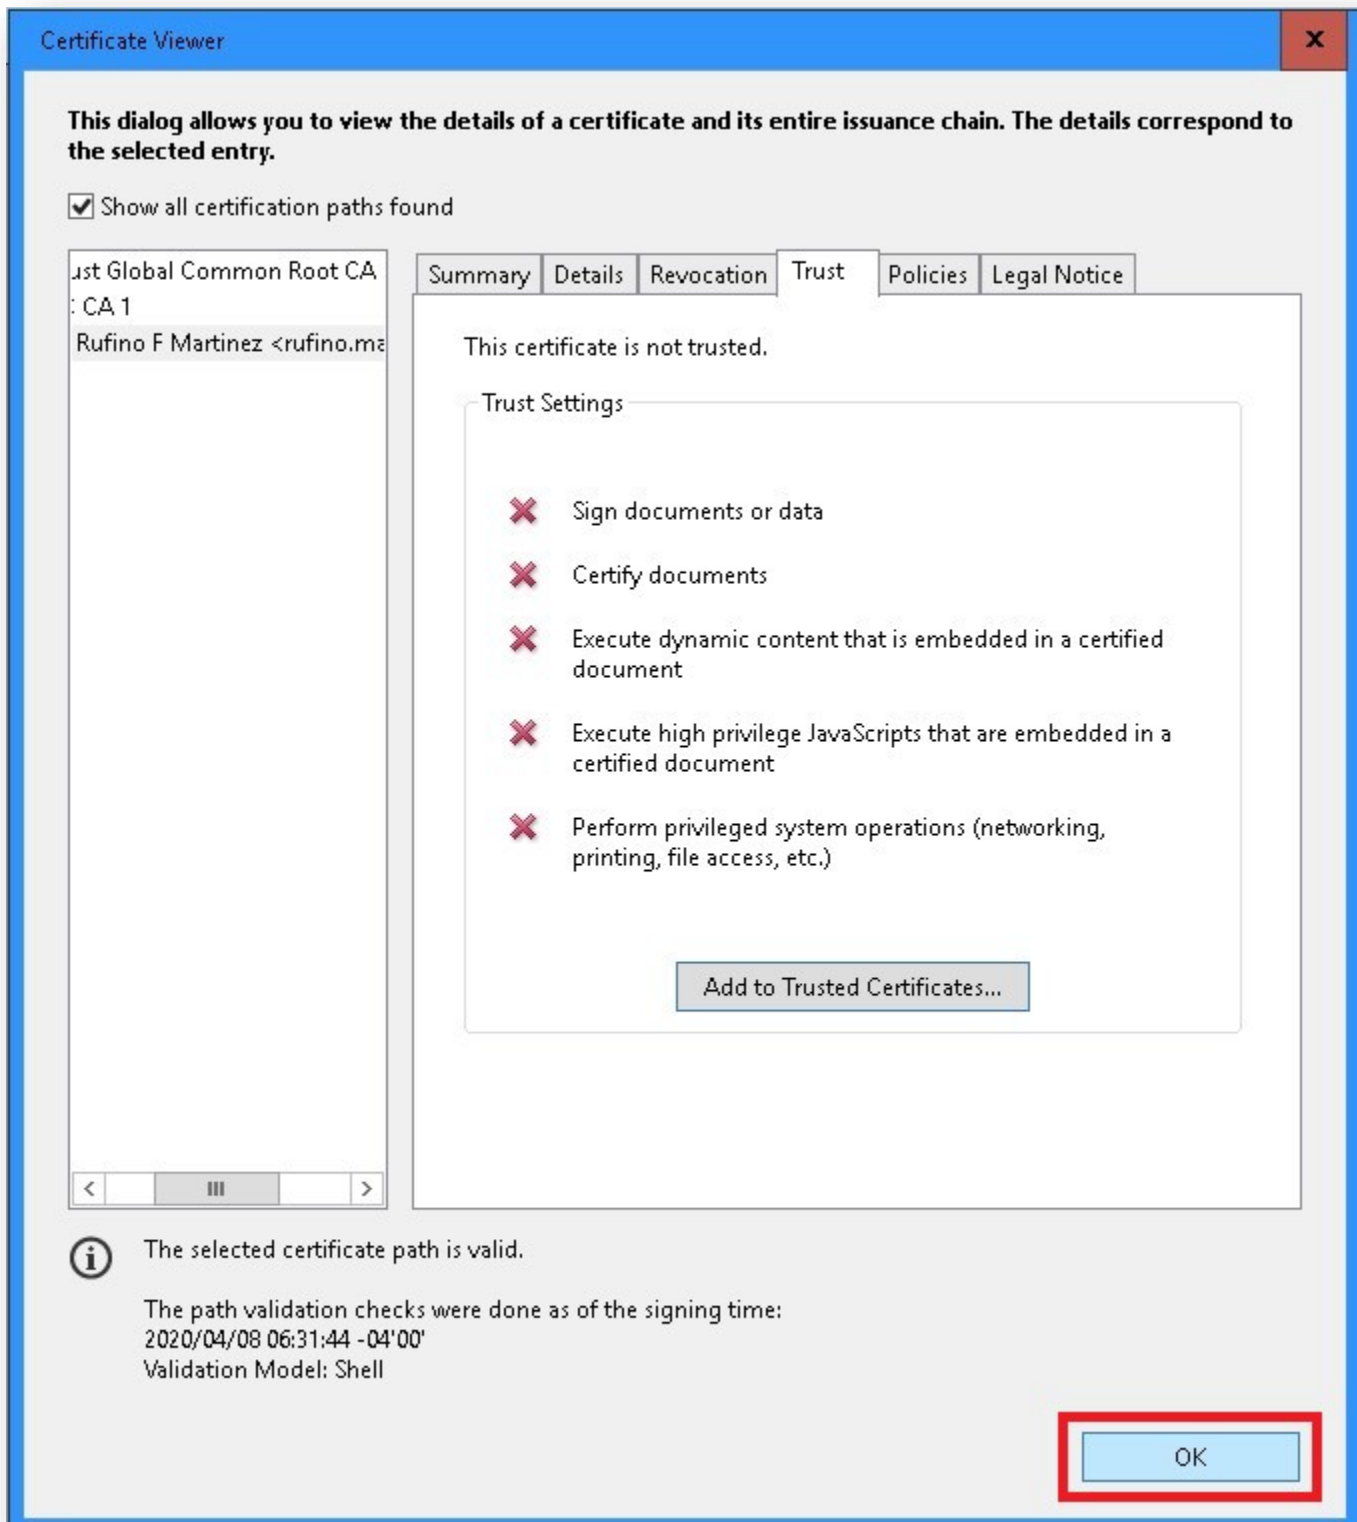 Certificate Viewer
x
This dialog allows you to view the details of a certificate and its entire issuance chain. The details correspond to
the selected entry.
Show all certification paths found
ust Global Common Root CA
CA 1
Rufino F Martinez <rufino.ma
Summary Details Revocation Trust Policies Legal Notice
This certificate is not trusted.
Trust Settings
Sign documents or data
Certify documents
Execute dynamic content that is embedded in a certified
document
Execute high privilege JavaScripts that are embedded in a
certified document
Perform privileged system operations (networking,
printing, file access, etc.)
Add to Trusted Certificates...
The selected certificate path is valid.
The path validation checks were done as of the signing time:
2020/04/08 06:31:44 -04'00'
Validation Model: Shell
OK